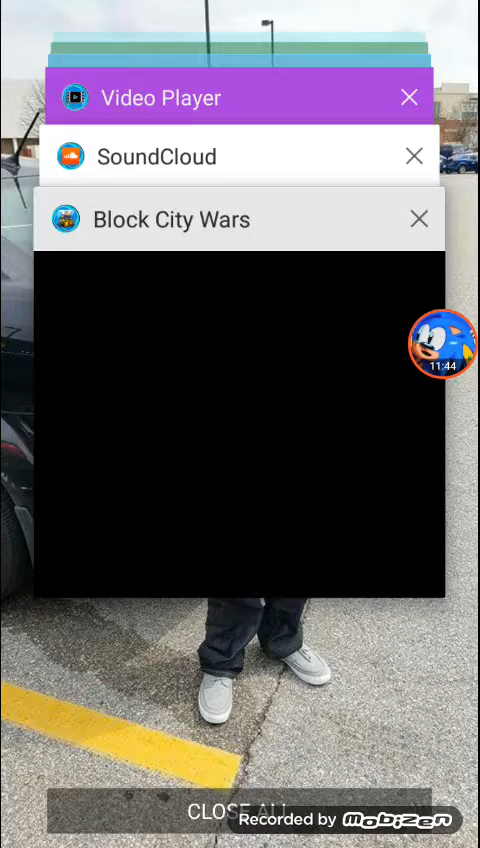 Video Player
SoundCloud
Block City Wars
11:44
CLOSE ALL
Recorded by mobizen